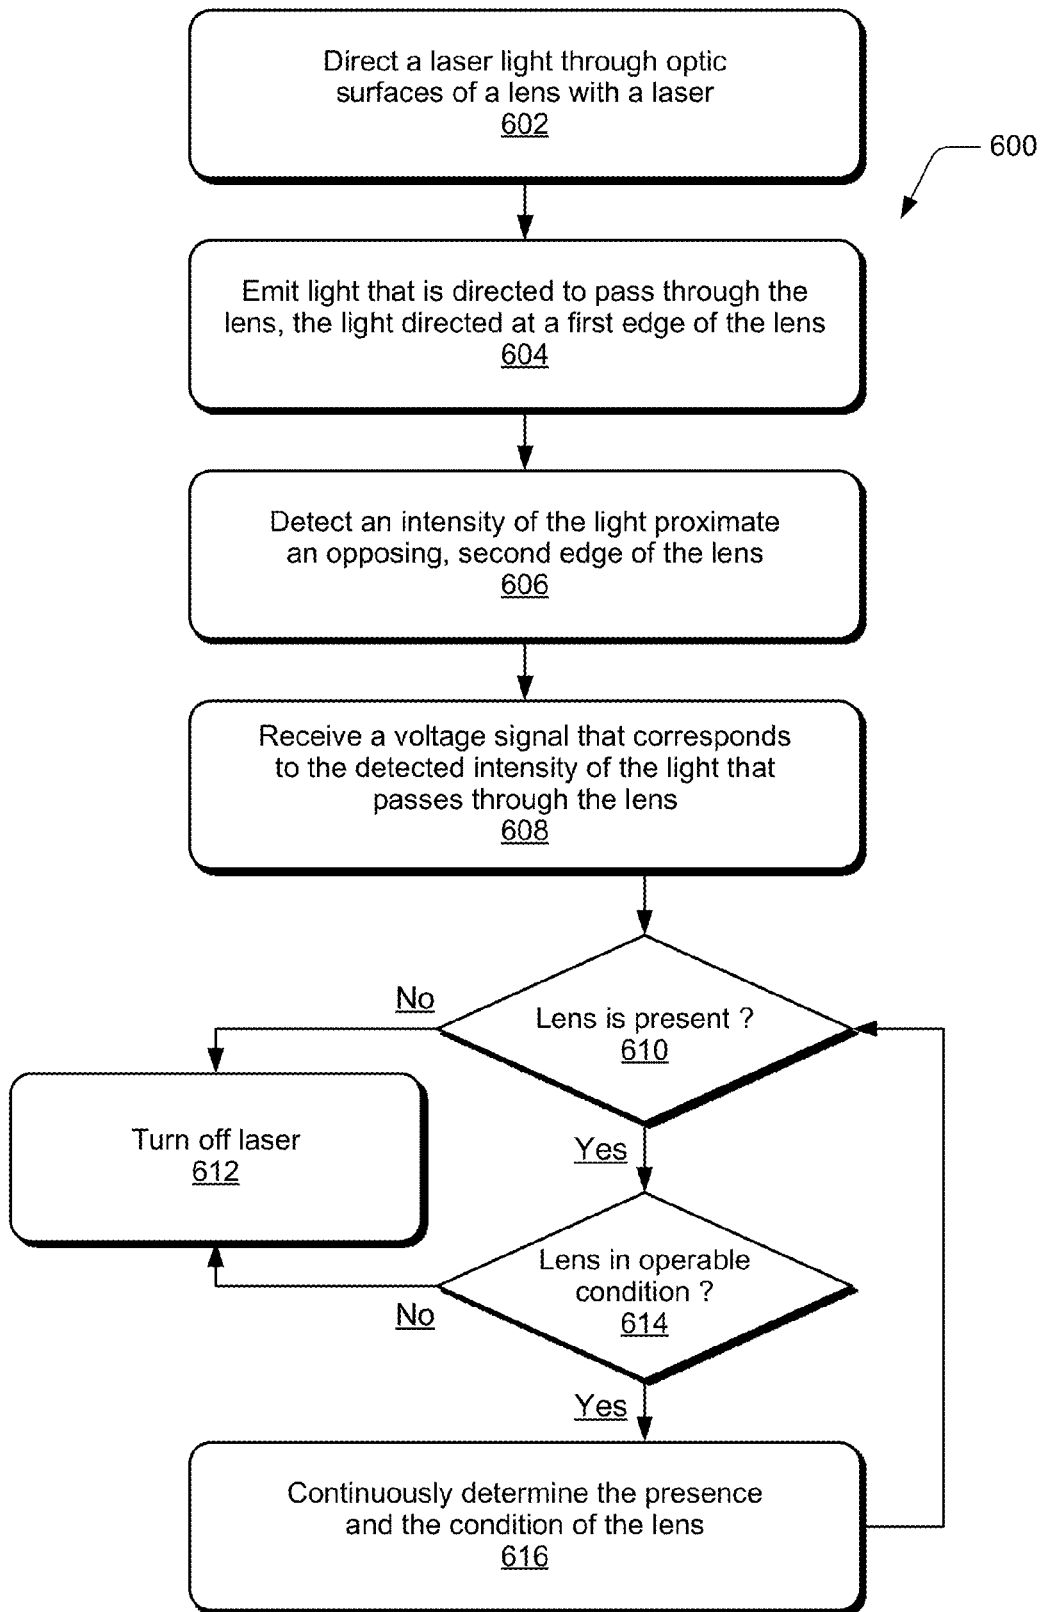 Direct a laser light through optic
surfaces of a lens with a laser
602
600
Emit light that is directed to pass through the
lens, the light directed at a first edge of the lens
604
Detect an intensity of the light proximate
an opposing, second edge of the lens
606
Receive a voltage signal that corresponds
to the detected intensity of the light that
passes through the lens
608
No
Lens is present ?
610
Turn off laser
612
Yes
Lens in operable
condition ?
614
No
Yes
Continuously determine the presence
and the condition of the lens
616